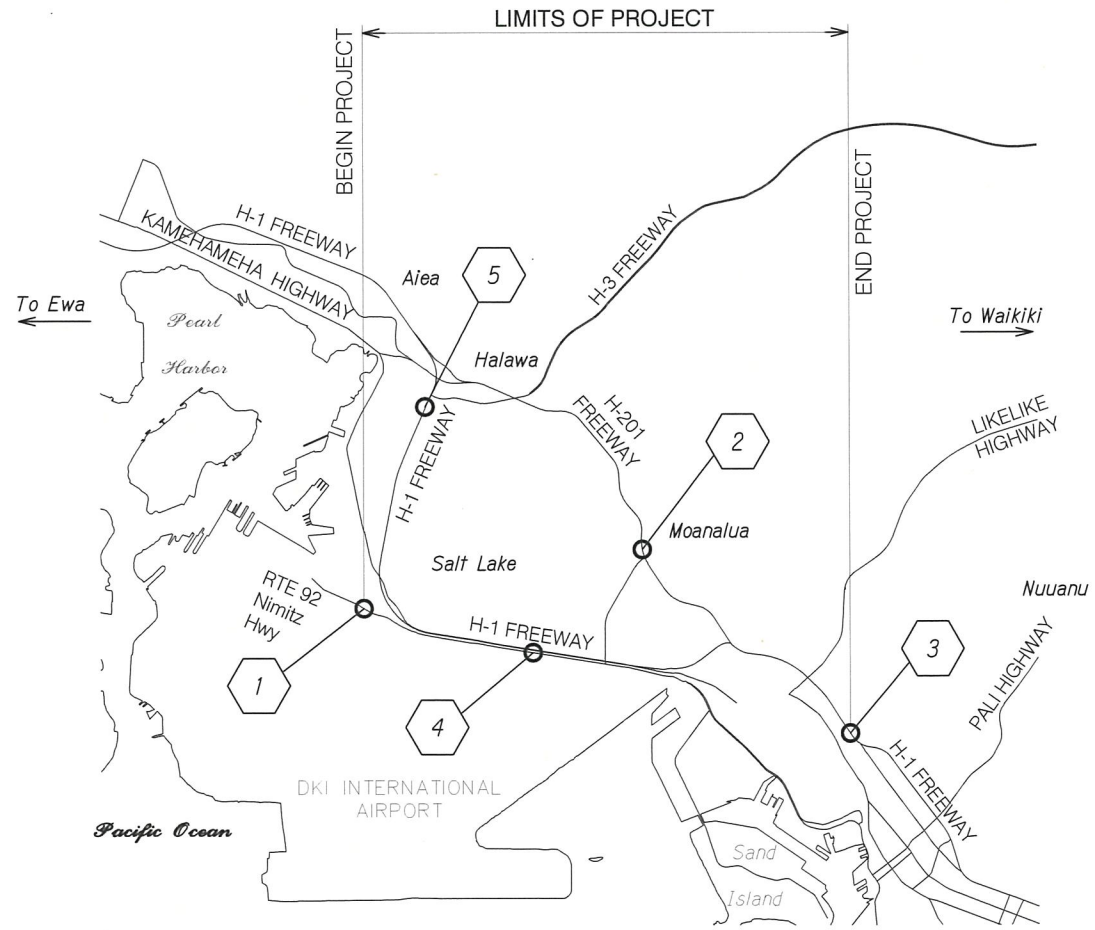 LIMITS OF PROJECT
BEGIN PROJECT
END PROJECT
H-1 FREEWAY
KAMEHAMEHA HIGHWAY
Aiea
5
H-3 FREEWAY
To Ewa
Pearl
Harbor
To Waikiki
Halawa
H-201
FREEWAY
LIKELIKE
HIGHWAY
2
H-1 FREEWAY
Moanalua
Salt Lake
Nuuanu
RTE 92
Nimitz
Hwy
H-1 FREEWAY
3
1
4
PALI HIGHWAY
H-1 FREEWAY
DKI INTERNATIONAL
AIRPORT
Pacific Ocean
Sand
Island